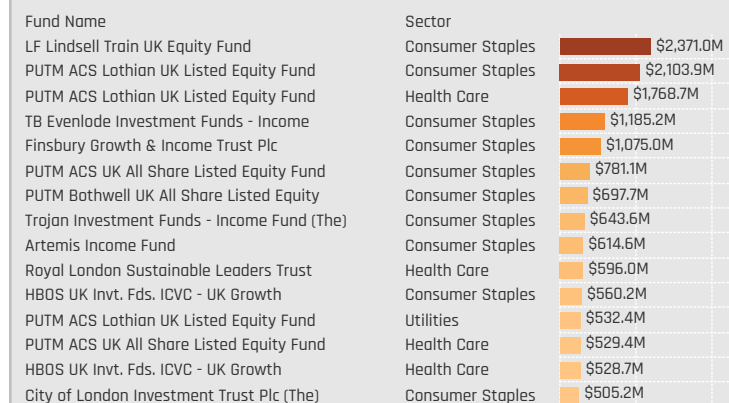 Fund Name Sector
LF Lindsell Train UK Equity Fund Consumer Staples $2,371.0M
PUTM ACS Lothian UK Listed Equity Fund Consumer Staples $2,103.9M
PUTM ACS Lothian UK Listed Equity Fund Health Care $1,768.7M
TB Evenlode Investment Funds - Income Consumer Staples $1,185.2M
Finsbury Growth & Income Trust Plc Consumer Staples $1,075.0M
PUTM ACS UK All Share Listed Equity Fund Consumer Staples $781.1M
PUTM Bothwell UK All Share Listed Equity Consumer Staples $697.7M
Trojan Investment Funds - Income Fund (The) Consumer Staples $643.6M
Artemis Income Fund Consumer Staples $614.6M
Royal London Sustainable Leaders Trust Health Care $596.0M
HBOS UK Invt. Fds. ICVC - UK Growth Consumer Staples $560.2M
PUTM ACS Lothian UK Listed Equity Fund Utilities $532.4M
PUTM ACS UK All Share Listed Equity Fund Health Care $529.4M
HBOS UK Invt. Fds. ICVC - UK Growth Health Care $528.7M
City of London Investment Trust Plc (The) Consumer Staples $505.2M